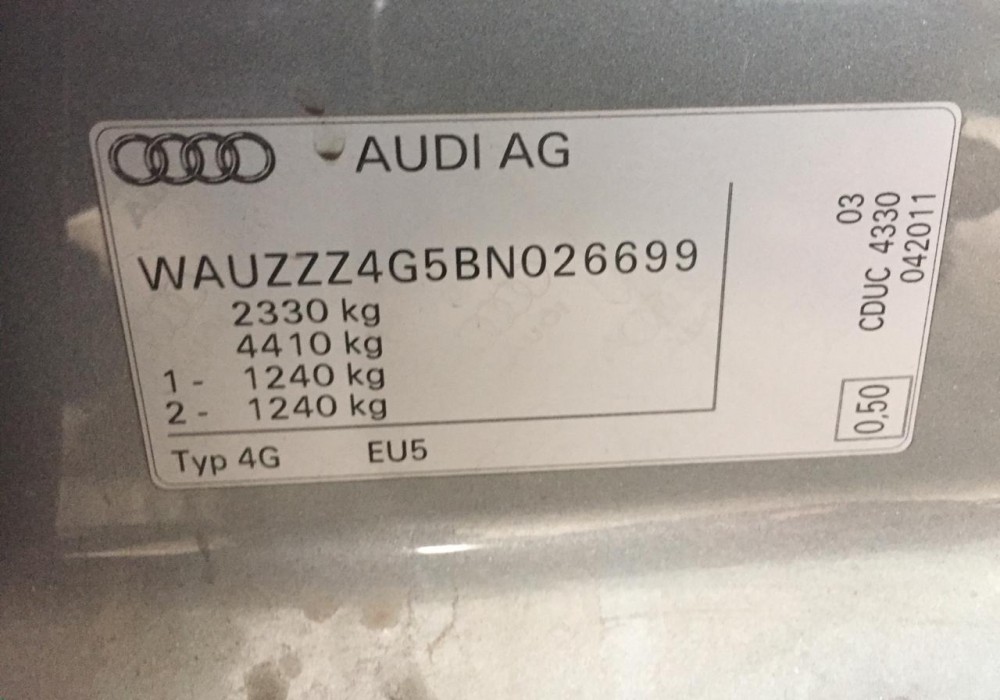 AUDI AG
WAUZZZ4G5BN026699
2330 kg
4410 kg
1 - 1240 kg
2 - 1240 kg
Typ 4G EU5
03
CDUC 4330
042011
0,50